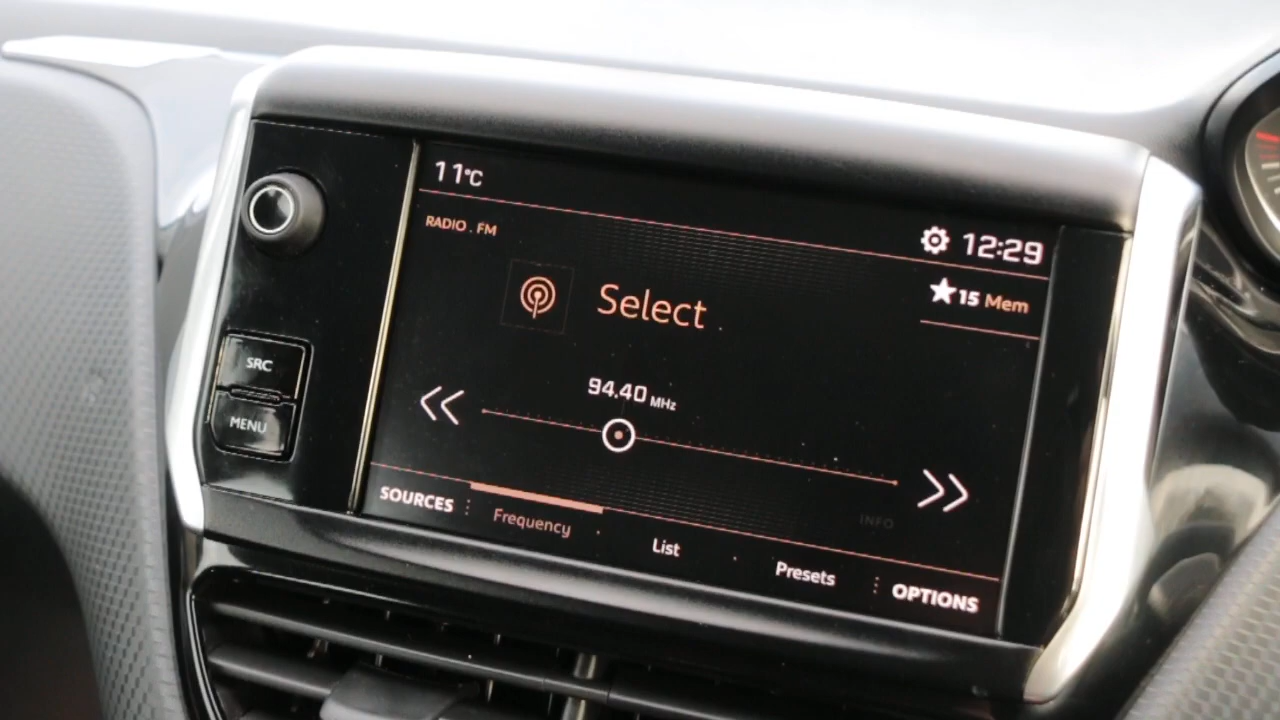 11°C
12:29
RADIO . FM
15 Mem
Select
SRC
94.40 MHz
MENU
INFO
SOURCES
Frequency
List
Presets
OPTIONS